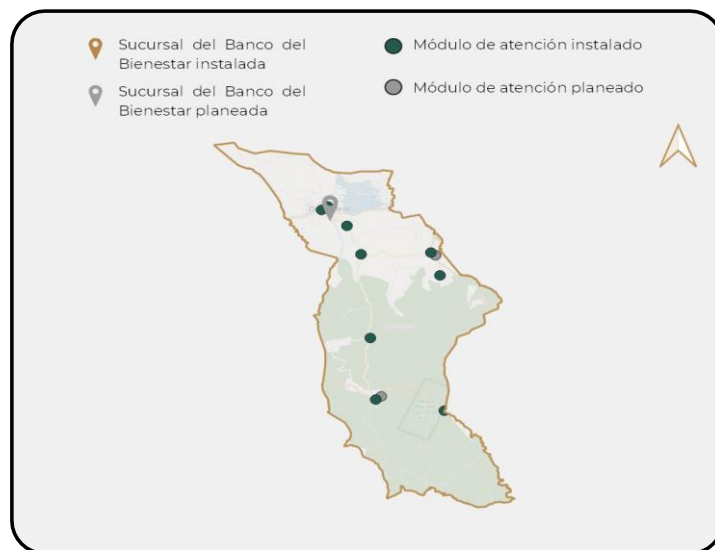 Sucursal del Banco del
Bienestar instalada
Sucursal del Banco del
Bienestar planeada
Módulo de atención instalado
Módulo de atención planeado